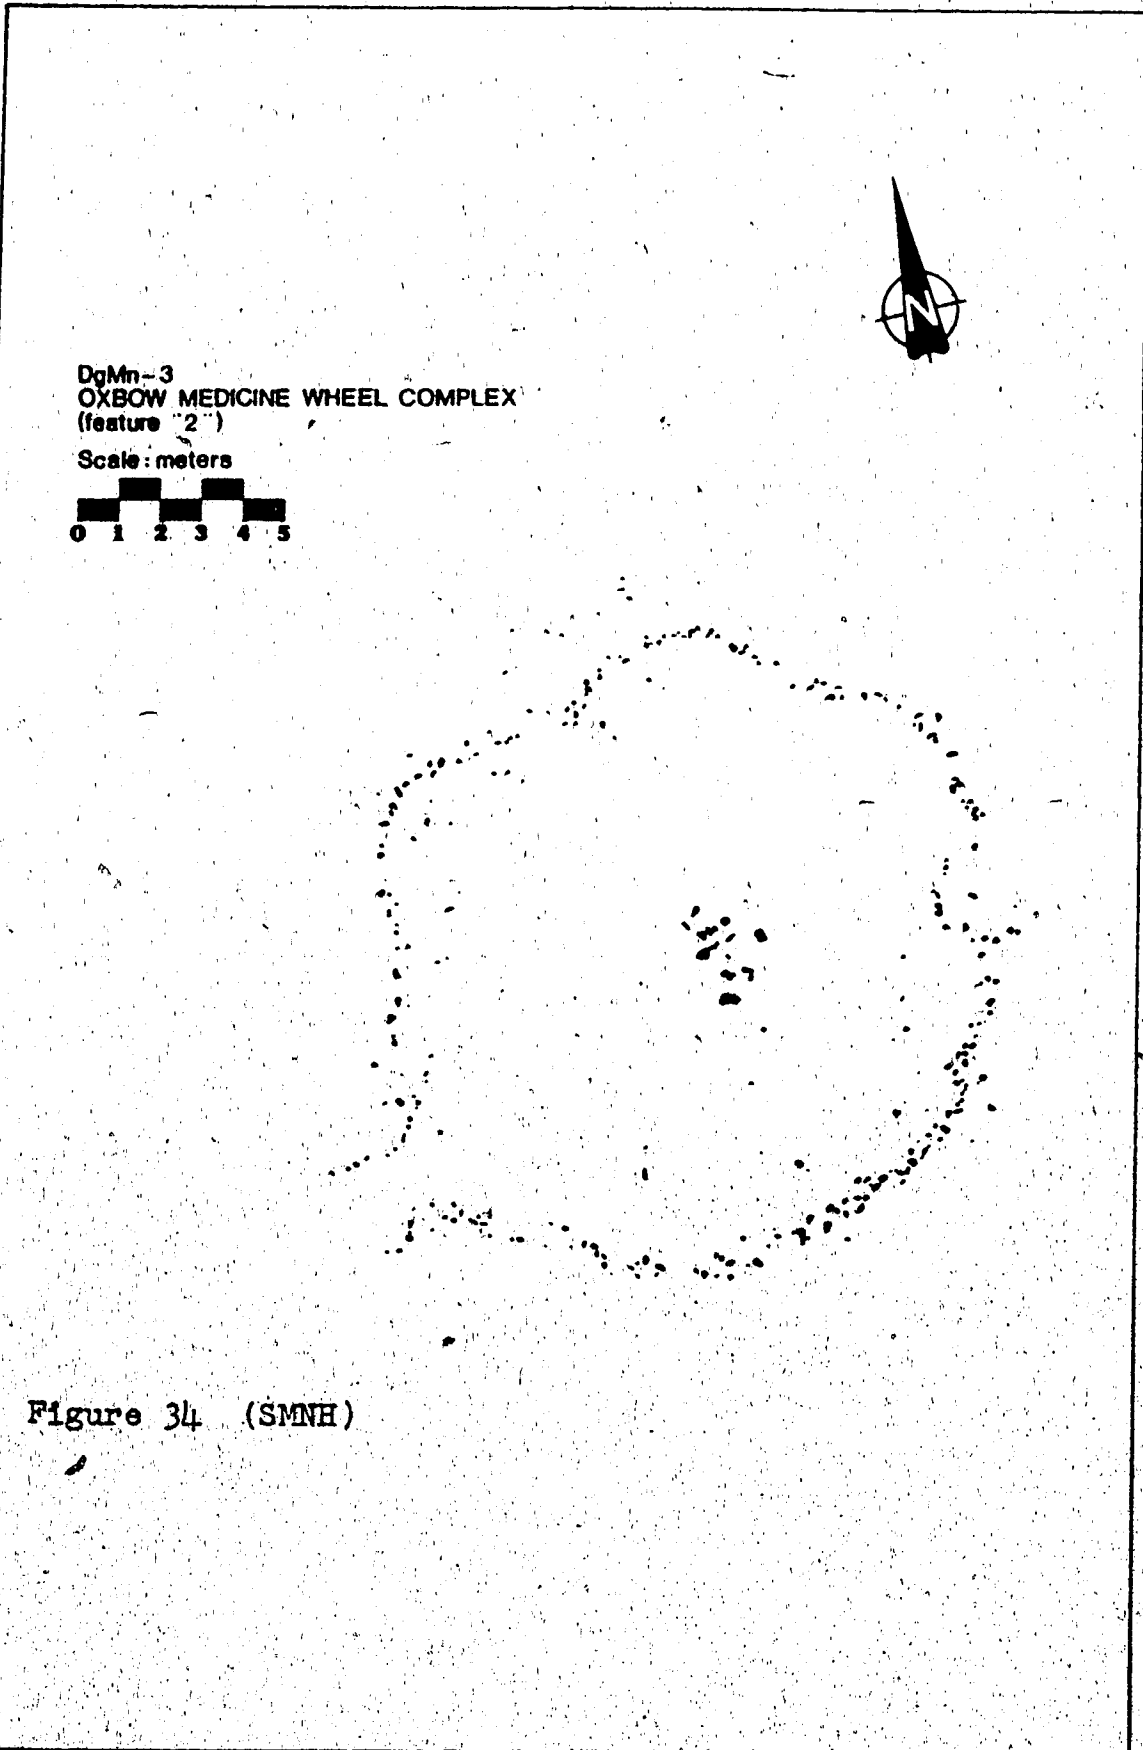 N
DgMn-3
OXBOW MEDICINE WHEEL COMPLEX
(feature "2")
Scale: meters
0 1 2 3 4 5
Figure 34 (SMNH)